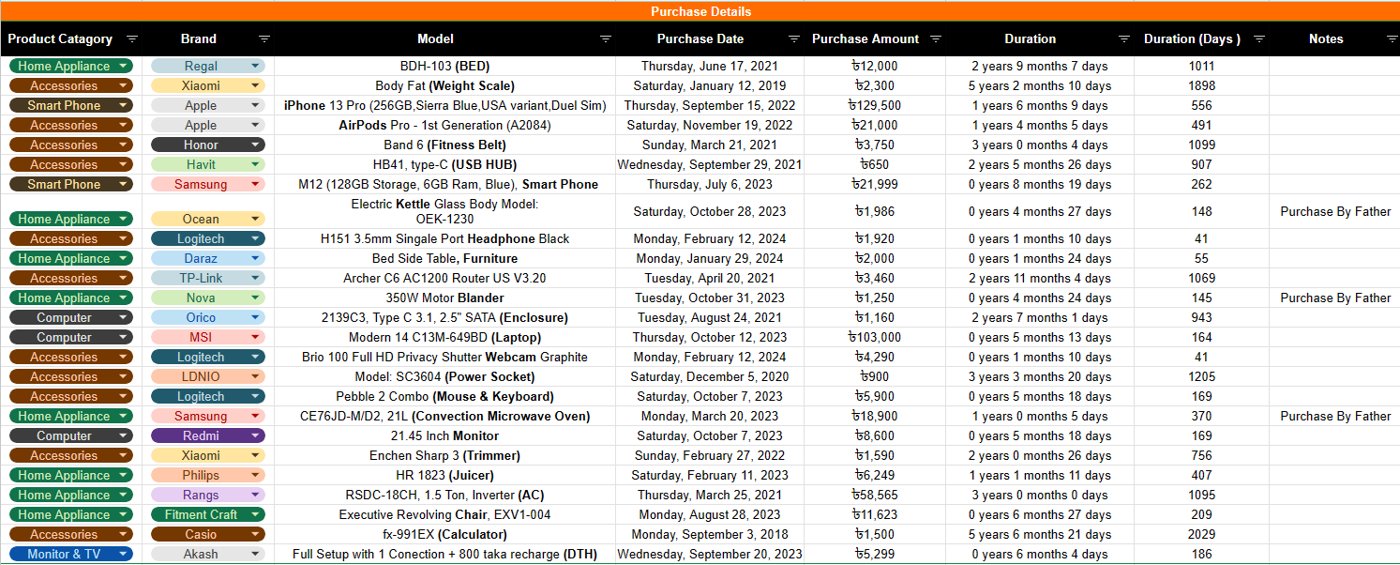 Purchase Details
Product Catagory Brand Model Purchase Date Purchase Amount Duration Duration (Days ) Notes
Home Appliance Regal BDH-103 (BED) Thursday, June 17, 2021 ৳12,000 2 years 9 months 7 days 1011
Accessories Xiaomi Body Fat (Weight Scale) Saturday, January 12, 2019 ৳2,300 5 years 2 months 10 days 1898
Smart Phone Apple iPhone 13 Pro (256GB,Sierra Blue,USA variant,Duel Sim) Thursday, September 15, 2022 ৳129,500 1 years 6 months 9 days 556
Accessories Apple AirPods Pro - 1st Generation (A2084) Saturday, November 19, 2022 ৳21,000 1 years 4 months 5 days 491
Accessories Honor Band 6 (Fitness Belt) Sunday, March 21, 2021 ৳3,750 3 years 0 months 4 days 1099
Accessories Havit HB41, type-C (USB HUB) Wednesday, September 29, 2021 ৳650 2 years 5 months 26 days 907
Smart Phone Samsung M12 (128GB Storage, 6GB Ram, Blue), Smart Phone Thursday, July 6, 2023 ৳21,999 0 years 8 months 19 days 262
Electric Kettle Glass Body Model:
Home Appliance Ocean OEK-1230 Saturday, October 28, 2023 ৳1,986 0 years 4 months 27 days 148 Purchase By Father
Accessories Logitech H151 3.5mm Singale Port Headphone Black Monday, February 12, 2024 ৳1,920 0 years 1 months 10 days 41
Home Appliance Daraz Bed Side Table, Furniture Monday, January 29, 2024 ৳2,000 0 years 1 months 24 days 55
Accessories TP-Link Archer C6 AC1200 Router US V3.20 Tuesday, April 20, 2021 ৳3,460 2 years 11 months 4 days 1069
Home Appliance Nova 350W Motor Blander Tuesday, October 31, 2023 ৳1,250 0 years 4 months 24 days 145 Purchase By Father
Computer Orico 2139C3, Type C 3.1, 2.5" SATA (Enclosure) Tuesday, August 24, 2021 ৳1,160 2 years 7 months 1 days 943
Computer MSI Modern 14 C13M-649BD (Laptop) Thursday, October 12, 2023 ৳103,000 0 years 5 months 13 days 164
Accessories Logitech Brio 100 Full HD Privacy Shutter Webcam Graphite Monday, February 12, 2024 ৳4,290 0 years 1 months 10 days 41
Accessories LDNIO Model: SC3604 (Power Socket) Saturday, December 5, 2020 ৳900 3 years 3 months 20 days 1205
Accessories Logitech Pebble 2 Combo (Mouse & Keyboard) Saturday, October 7, 2023 ৳5,900 0 years 5 months 18 days 169
Home Appliance Samsung CE76JD-M/D2, 21L (Convection Microwave Oven) Monday, March 20, 2023 ৳18,900 1 years 0 months 5 days 370 Purchase By Father
Computer Redmi 21.45 Inch Monitor Saturday, October 7, 2023 ৳8,600 0 years 5 months 18 days 169
Accessories Xiaomi Enchen Sharp 3 (Trimmer) Sunday, February 27, 2022 ৳1,590 2 years 0 months 26 days 756
Home Appliance Philips HR 1823 (Juicer) Saturday, February 11, 2023 ৳6,249 1 years 1 months 11 days 407
Home Appliance Rangs RSDC-18CH, 1.5 Ton, Inverter (AC) Thursday, March 25, 2021 ৳58,565 3 years 0 months 0 days 1095
Home Appliance Fitment Craft Executive Revolving Chair, EXV1-004 Monday, August 28, 2023 ৳11,623 0 years 6 months 27 days 209
Accessories Casio fx-991EX (Calculator) Monday, September 3, 2018 ৳1,500 5 years 6 months 21 days 2029
Monitor & TV Akash Full Setup with 1 Conection + 800 taka recharge (DTH) Wednesday, September 20, 2023 ৳5,299 0 years 6 months 4 days 186